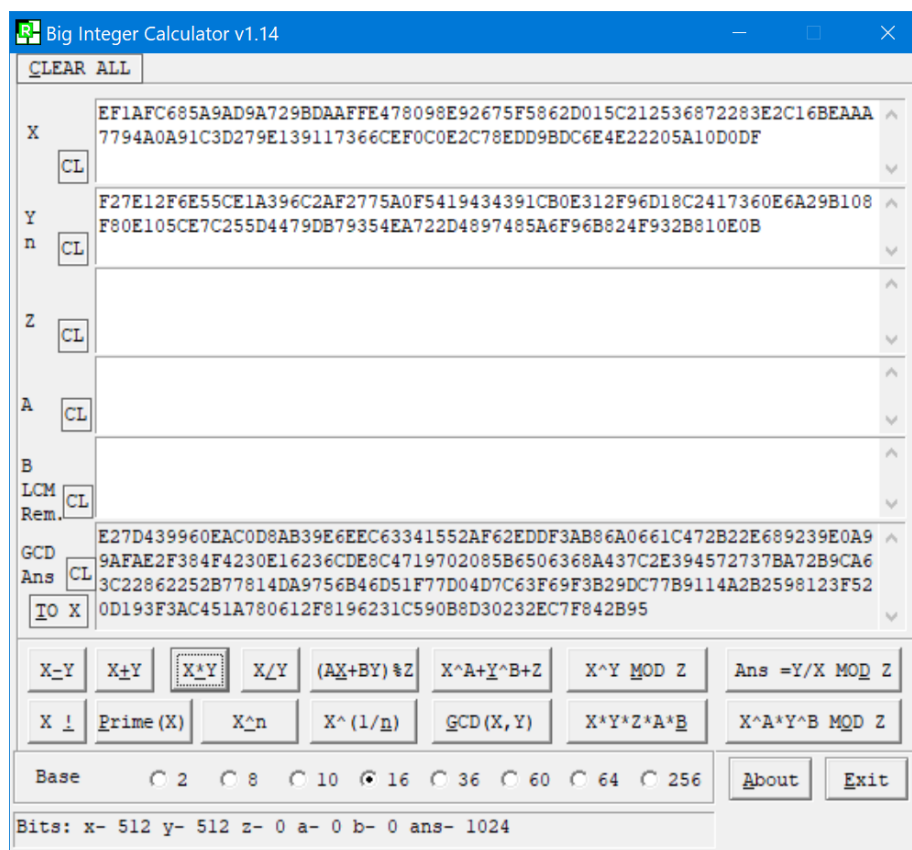 Big Integer Calculator v1.14
CLEAR ALL
X
EF1AFC685A9AD9A729BDAAFFE478098E92675F5862D015C212536872283E2C16BEAAA
7794A0A91C3D279E139117366CEF0C0E2C78EDD9BDC6E4E22205A10D0DF
CL
Y
n
F27E12F6E55CE1A396C2AF2775A0F5419434391CB0E312F96D18C2417360E6A29B108
F80E105CE7C255D4479DB79354EA722D4897485A6F96B824F932B810E0B
CL
Z
CL
A
CL
B
LCM
Rem.
CL
GCD
Ans
E27D439960EAC0D8AB39E6EEC63341552AF62EDDF3AB86A0661C472B22E689239E0A9
9AFAE2F384F4230E16236CDE8C4719702085B6506368A437C2E394572737BA72B9CA6
3C22862252B77814DA9756B46D51F77D04D7C63F69F3B29DC77B9114A2B2598123F52
0D193F3AC451A780612F8196231C590B8D30232EC7F842B95
CL
TO X
X-Y X+Y X*Y X/Y (AX+BY)%Z X^A+Y^B+Z X^Y MOD Z Ans =Y/X MOD Z
X ! Prime(X) X^n X^(1/n) GCD(X,Y) X*Y*Z*A*B X^A*Y^B MOD Z
Base 2 8 10 16 36 60 64 256 About Exit
Bits: x- 512 y- 512 z- 0 a- 0 b- 0 ans- 1024